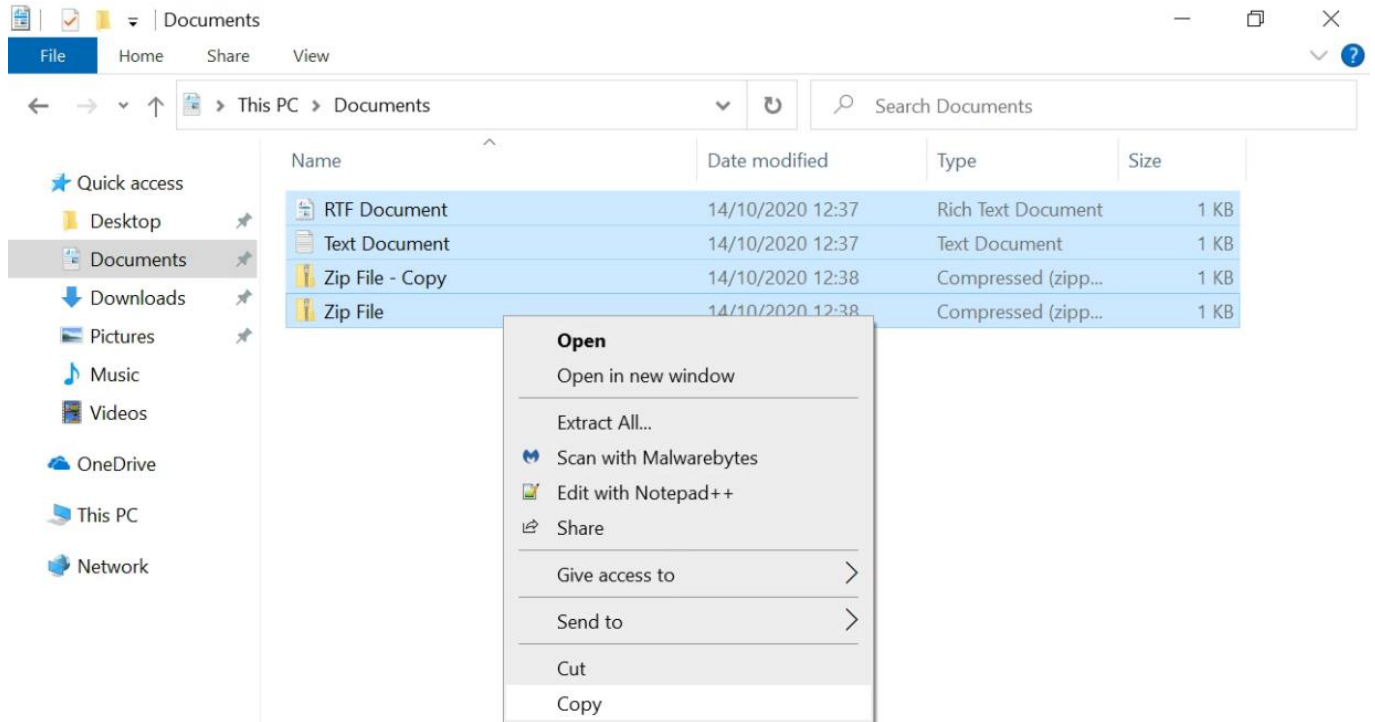 Documents
File Home Share View ?
This PC > Documents Search Documents
Name Date modified Type Size
Quick access
Desktop
Documents
Downloads
Pictures
Music
Videos
OneDrive
This PC
Network
RTF Document 14/10/2020 12:37 Rich Text Document 1 KB
Text Document 14/10/2020 12:37 Text Document 1 KB
Zip File - Copy 14/10/2020 12:38 Compressed (zipp... 1 KB
Zip File 14/10/2020 12:38 Compressed (zipp... 1 KB
Open
Open in new window
Extract All...
Scan with Malwarebytes
Edit with Notepad++
Share
Give access to
Send to
Cut
Copy